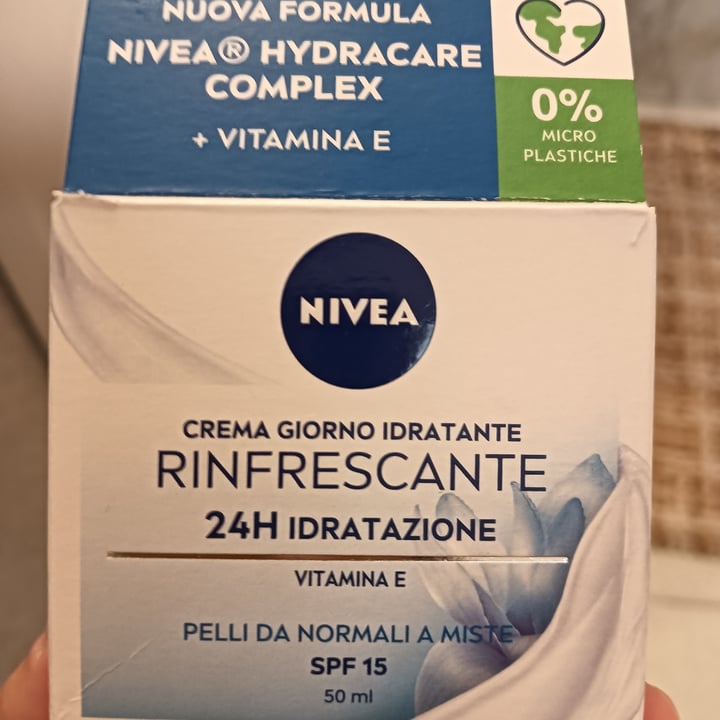 NUOVA FORMULA
NIVEA® HYDRACARE
COMPLEX
+ VITAMINA E
0%
MICRO
PLASTICHE
NIVEA
CREMA GIORNO IDRATANTE
RINFRESCANTE
24H IDRATAZIONE
VITAMINA E
PELLI DA NORMALI A MISTE
SPF 15
50 ml